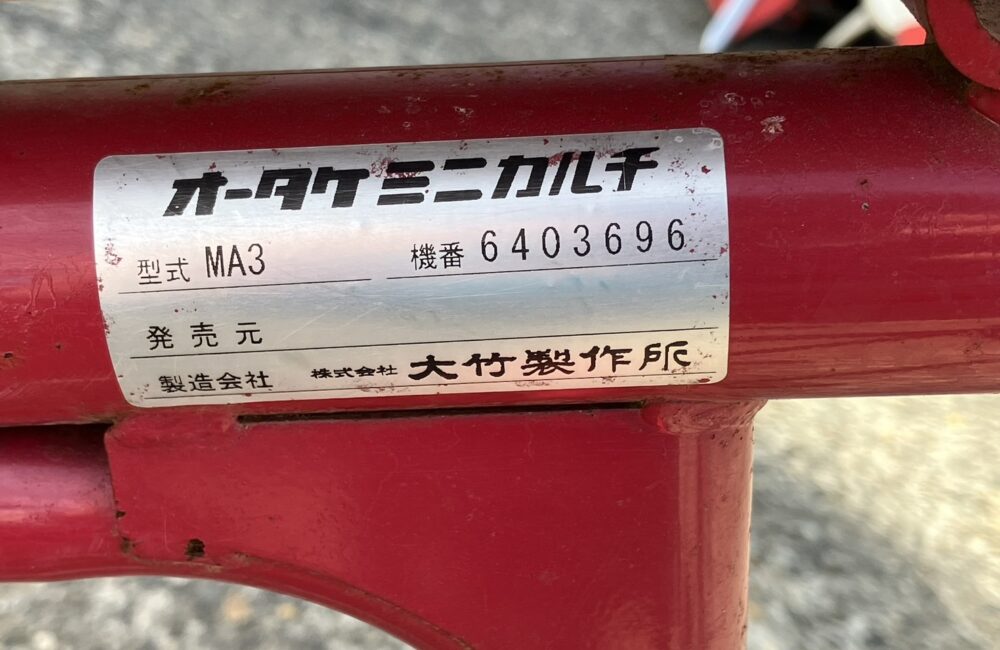 オータケミニカルチ
型式 MA3 機番 6403696
発売元
製造会社 株式会社 大竹製作所